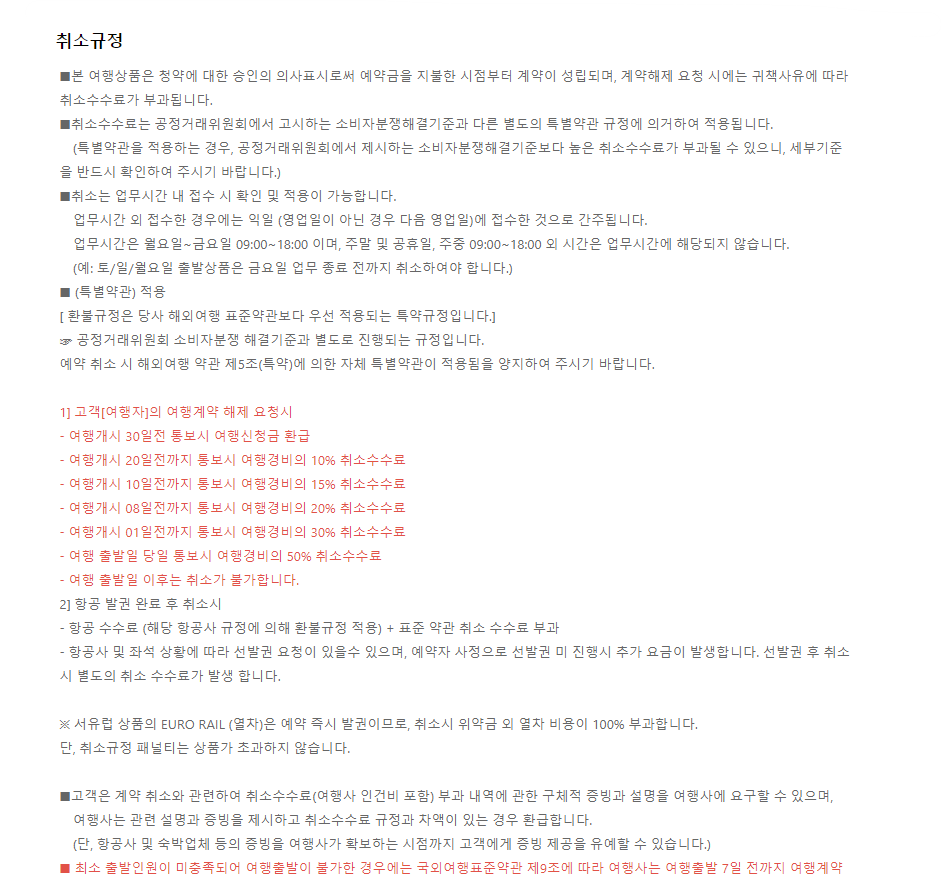 취소규정
■본 여행상품은 청약에 대한 승인의 의사표시로써 예약금을 지불한 시점부터 계약이 성립되며, 계약해제 요청 시에는 귀책사유에 따라
취소수수료가 부과됩니다.
■취소수수료는 공정거래위원회에서 고시하는 소비자분쟁해결기준과 다른 별도의 특별약관 규정에 의거하여 적용됩니다.
(특별약관을 적용하는 경우, 공정거래위원회에서 제시하는 소비자분쟁해결기준보다 높은 취소수수료가 부과될 수 있으니, 세부기준
을 반드시 확인하여 주시기 바랍니다.)
■취소는 업무시간 내 접수 시 확인 및 적용이 가능합니다.
업무시간 외 접수한 경우에는 익일 (영업일이 아닌 경우 다음 영업일)에 접수한 것으로 간주됩니다.
업무시간은 월요일~금요일 09:00~18:00 이며, 주말 및 공휴일, 주중 09:00~18:00 외 시간은 업무시간에 해당되지 않습니다.
(예: 토/일/월요일 출발상품은 금요일 업무 종료 전까지 취소하여야 합니다.)
■ (특별약관) 적용
[ 환불규정은 당사 해외여행 표준약관보다 우선 적용되는 특약규정입니다.]
☞ 공정거래위원회 소비자분쟁 해결기준과 별도로 진행되는 규정입니다.
예약 취소 시 해외여행 약관 제5조(특약)에 의한 자체 특별약관이 적용됨을 양지하여 주시기 바랍니다.
1] 고객[여행자]의 여행계약 해제 요청시
- 여행개시 30일전 통보시 여행신청금 환급
- 여행개시 20일전까지 통보시 여행경비의 10% 취소수수료
- 여행개시 10일전까지 통보시 여행경비의 15% 취소수수료
- 여행개시 08일전까지 통보시 여행경비의 20% 취소수수료
- 여행개시 01일전까지 통보시 여행경비의 30% 취소수수료
- 여행 출발일 당일 통보시 여행경비의 50% 취소수수료
- 여행 출발일 이후는 취소가 불가합니다.
2] 항공 발권 완료 후 취소시
- 항공 수수료 (해당 항공사 규정에 의해 환불규정 적용) + 표준 약관 취소 수수료 부과
- 항공사 및 좌석 상황에 따라 선발권 요청이 있을수 있으며, 예약자 사정으로 선발권 미 진행시 추가 요금이 발생합니다. 선발권 후 취소
시 별도의 취소 수수료가 발생 합니다.
※ 서유럽 상품의 EURO RAIL (열차)은 예약 즉시 발권이므로, 취소시 위약금 외 열차 비용이 100% 부과합니다.
단, 취소규정 패널티는 상품가 초과하지 않습니다.
■고객은 계약 취소와 관련하여 취소수수료(여행사 인건비 포함) 부과 내역에 관한 구체적 증빙과 설명을 여행사에 요구할 수 있으며,
여행사는 관련 설명과 증빙을 제시하고 취소수수료 규정과 차액이 있는 경우 환급합니다.
(단, 항공사 및 숙박업체 등의 증빙을 여행사가 확보하는 시점까지 고객에게 증빙 제공을 유예할 수 있습니다.)
■ 최소 출발인원이 미충족되어 여행출발이 불가한 경우에는 국외여행표준약관 제9조에 따라 여행사는 여행출발 7일 전까지 여행계약